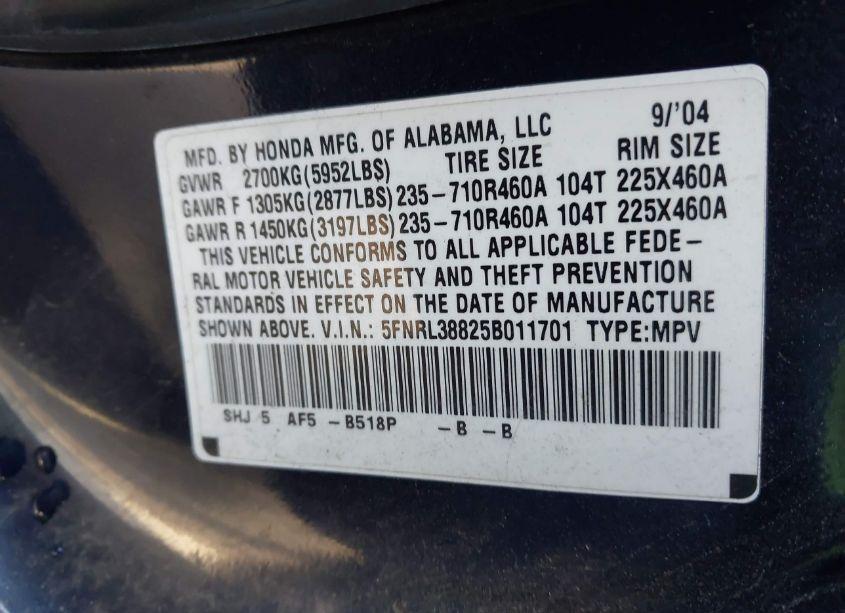 MFD. BY HONDA MFG. OF ALABAMA, LLC 9/'04
GVWR 2700KG(5952LBS) TIRE SIZE RIM SIZE
GAWR F 1305KG(2877LBS) 235-710R460A 104T 225X460A
GAWR R 1450KG(3197LBS) 235-710R460A 104T 225X460A
THIS VEHICLE CONFORMS TO ALL APPLICABLE FEDE-
RAL MOTOR VEHICLE SAFETY AND THEFT PREVENTION
STANDARDS IN EFFECT ON THE DATE OF MANUFACTURE
SHOWN ABOVE. V.I.N.: 5FNRL38825B011701 TYPE:MPV
SHJ 5 AF5 -B518P -B -B